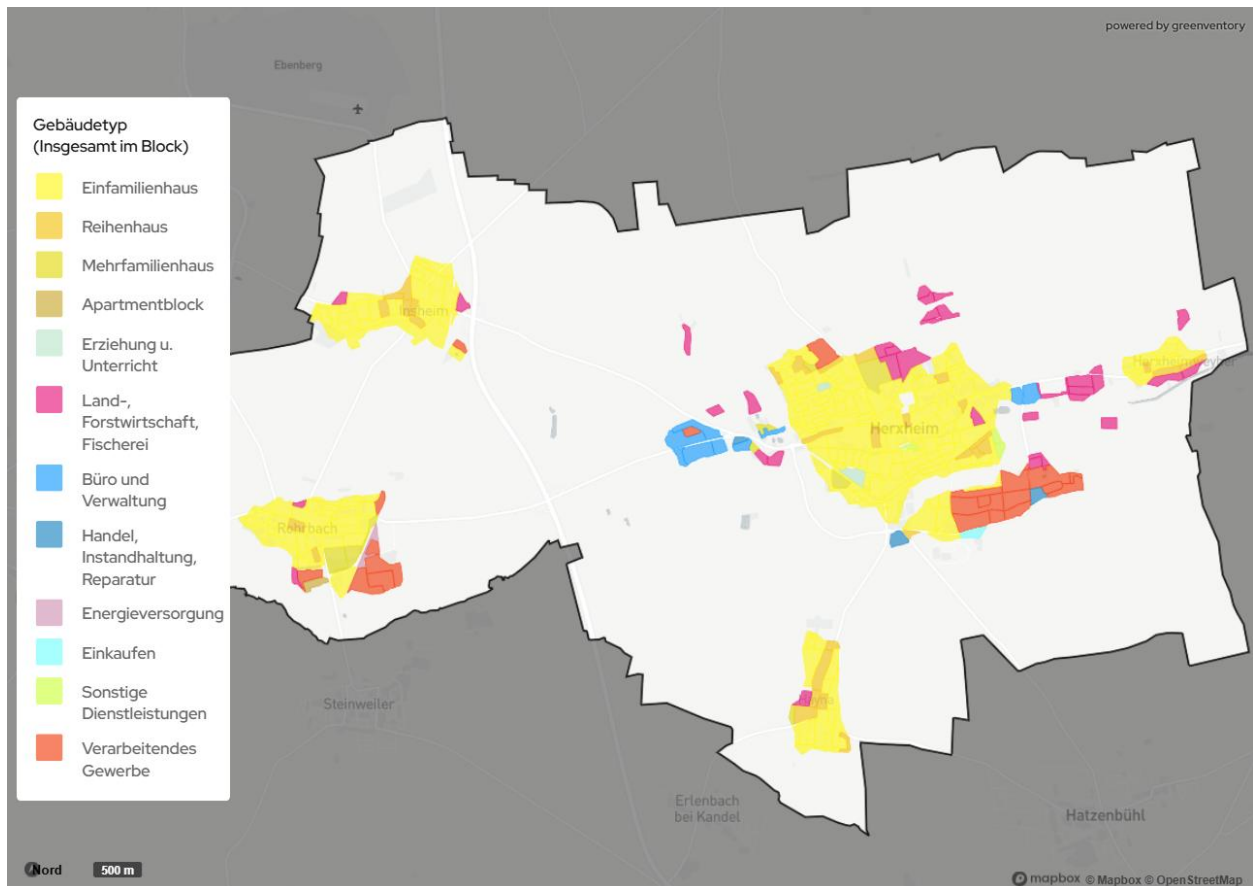 powered by greenventory
Ebenberg
Gebäudetyp
(Insgesamt im Block)
Einfamilienhaus
Reihenhaus
Mehrfamilienhaus
Apartmentblock
Erziehung u.
Unterricht
Land-,
Forstwirtschaft,
Fischerei
Büro und
Verwaltung
Handel,
Instandhaltung,
Reparatur
Energieversorgung
Einkaufen
Sonstige
Dienstleistungen
Verarbeitendes
Gewerbe
Insheim
Herxheimweyher
Herxheim
Rohrbach
Steinweiler
Erlenbach
bei Kandel
Hatzenbühl
Nord
500 m
mapbox © Mapbox © OpenStreetMap